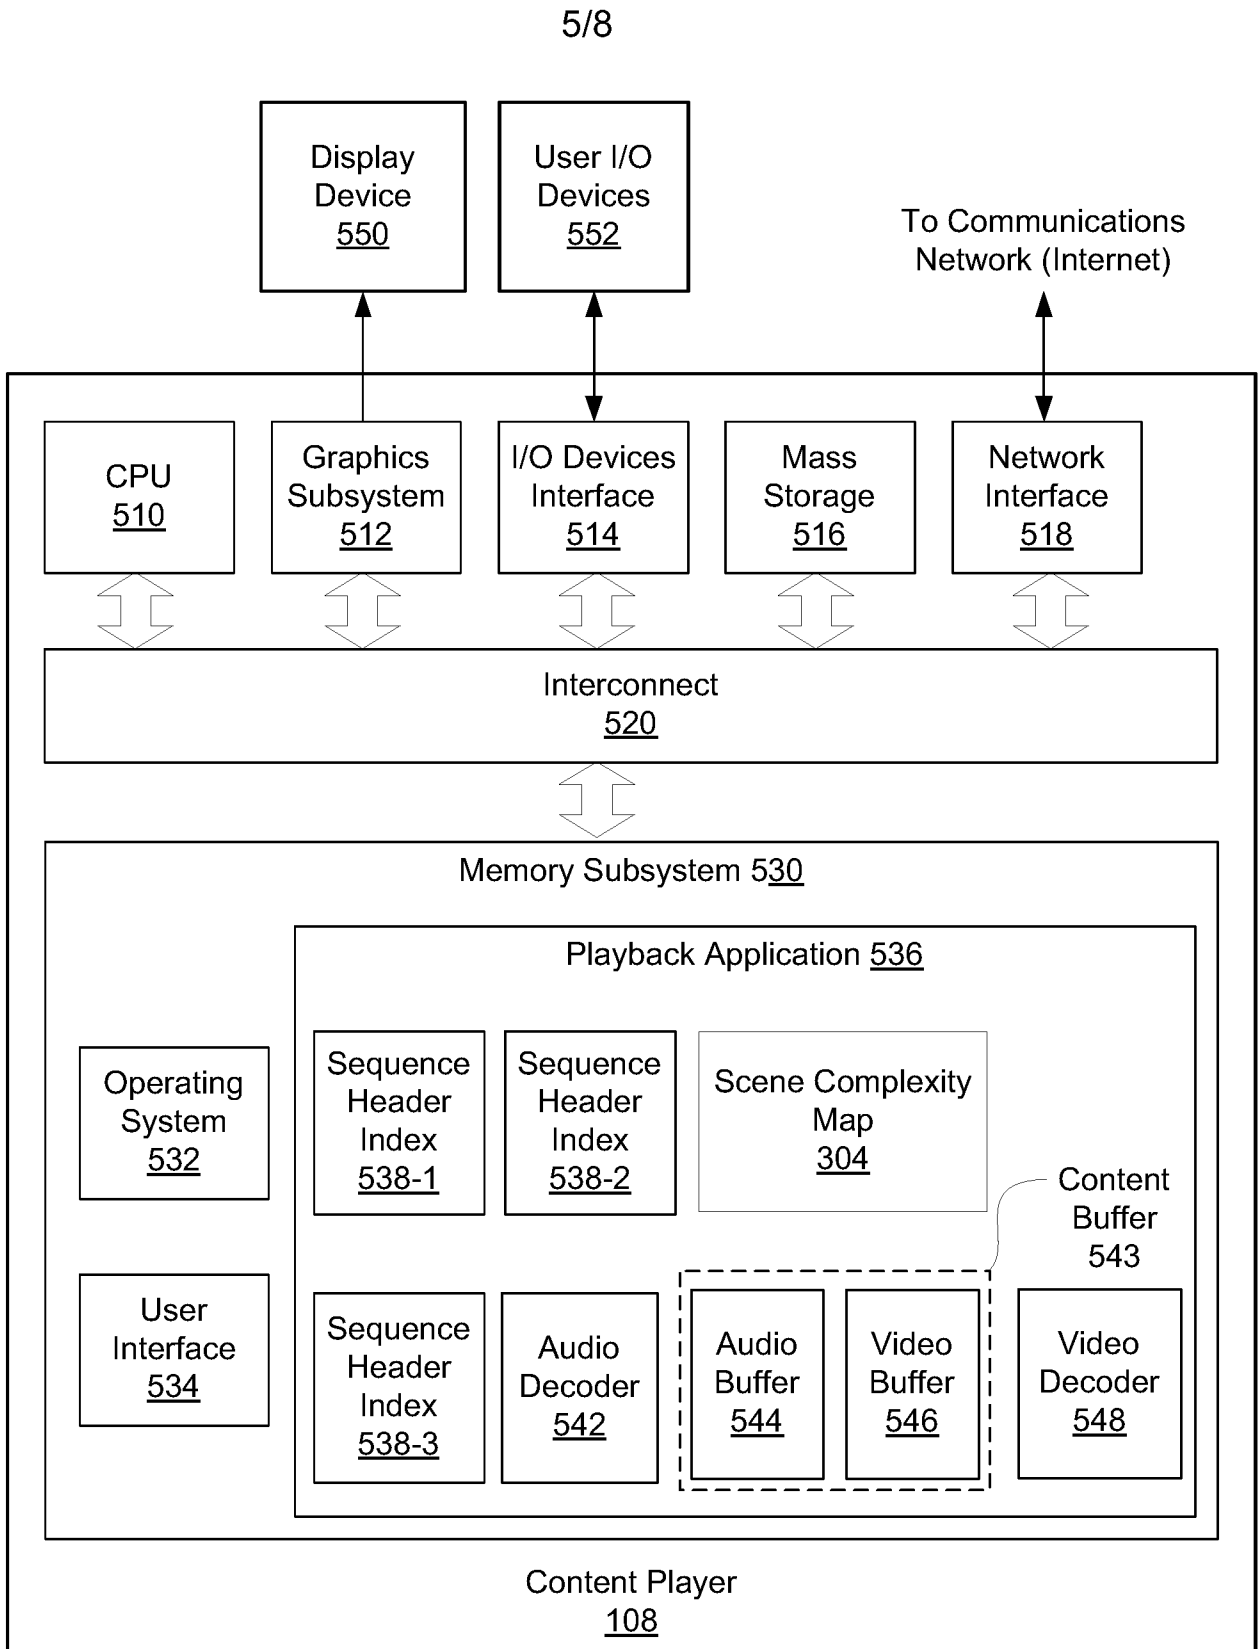 5/8
Display
Device
550
User I/O
Devices
552
To Communications
Network (Internet)
CPU
510
Graphics
Subsystem
512
I/O Devices
Interface
514
Mass
Storage
516
Network
Interface
518
Interconnect
520
Memory Subsystem 530
Playback Application 536
Operating
System
532
Sequence
Header
Index
538-1
Sequence
Header
Index
538-2
Scene Complexity
Map
304
Content
Buffer
543
User
Interface
534
Sequence
Header
Index
538-3
Audio
Decoder
542
Audio
Buffer
544
Video
Buffer
546
Video
Decoder
548
Content Player
108